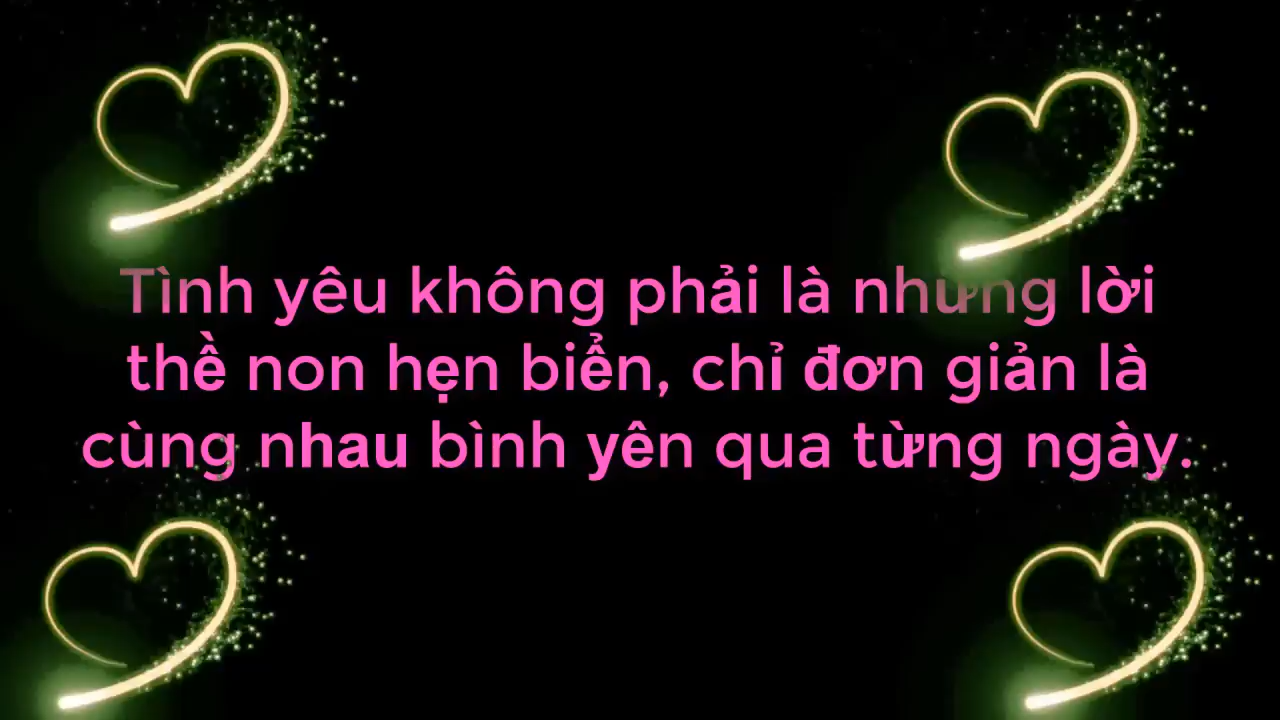 Tình yêu không phải là những lời
thề non hẹn biển, chỉ đơn giản là
cùng nhau bình yên qua từng ngày.